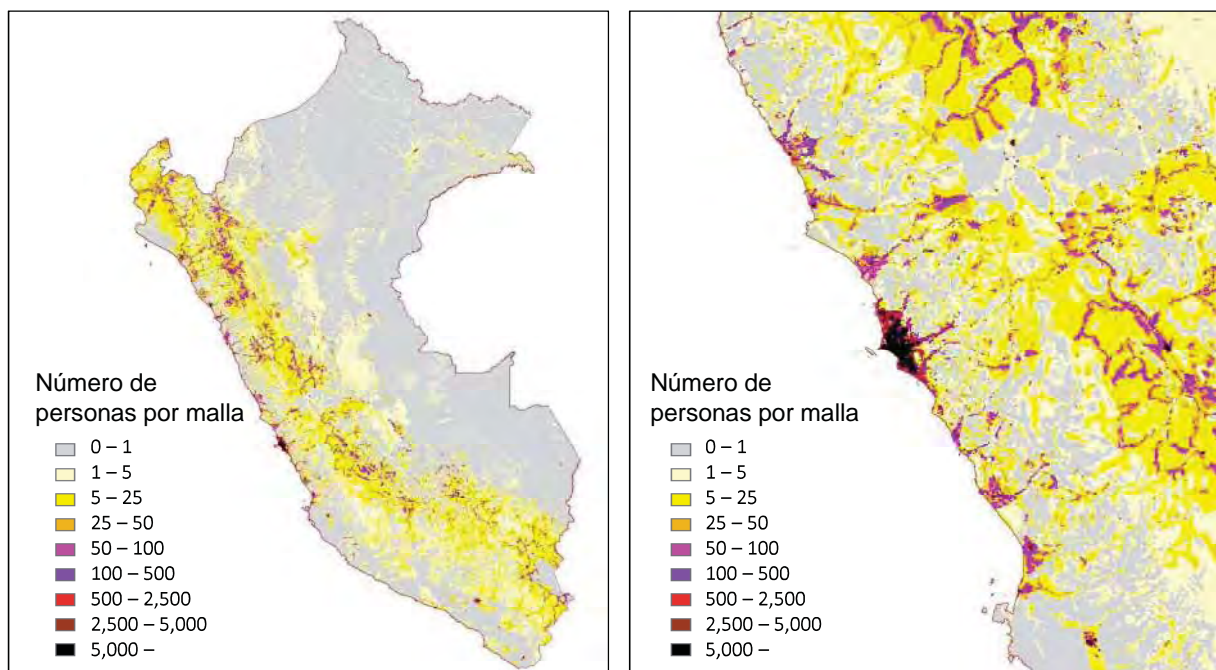 Número de
personas por malla
0 – 1
1 – 5
5 – 25
25 – 50
50 – 100
100 – 500
500 – 2,500
2,500 – 5,000
5,000 –
Número de
personas por malla
0 – 1
1 – 5
5 – 25
25 – 50
50 – 100
100 – 500
500 – 2,500
2,500 – 5,000
5,000 –